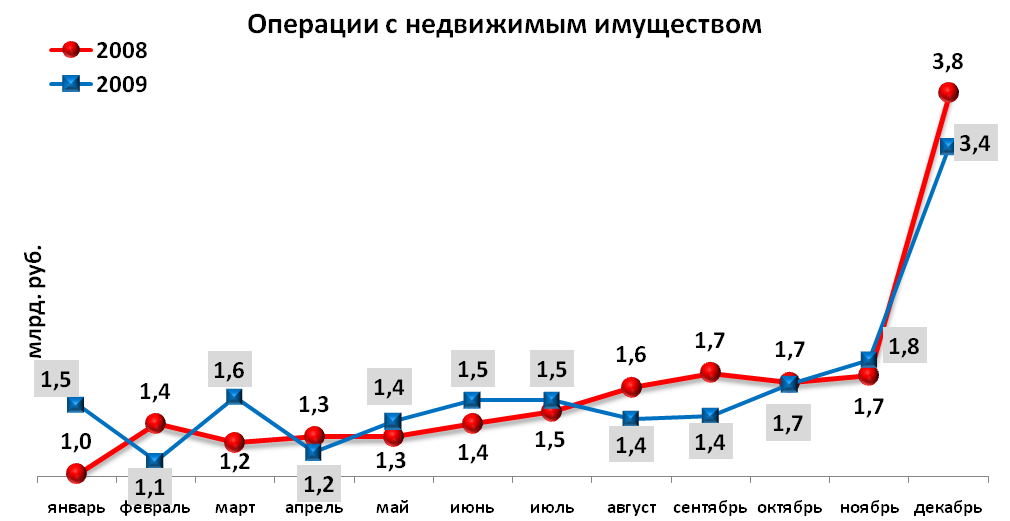 Операции с недвижимым имуществом
2008
2009
млрд. руб.
3,8
3,4
1,5 1,4 1,6 1,3 1,4 1,5 1,5 1,6 1,7 1,7 1,8
1,0 1,1 1,2 1,2 1,3 1,4 1,5 1,4 1,4 1,7 1,7
январь февраль март апрель май июнь июль август сентябрь октябрь ноябрь декабрь